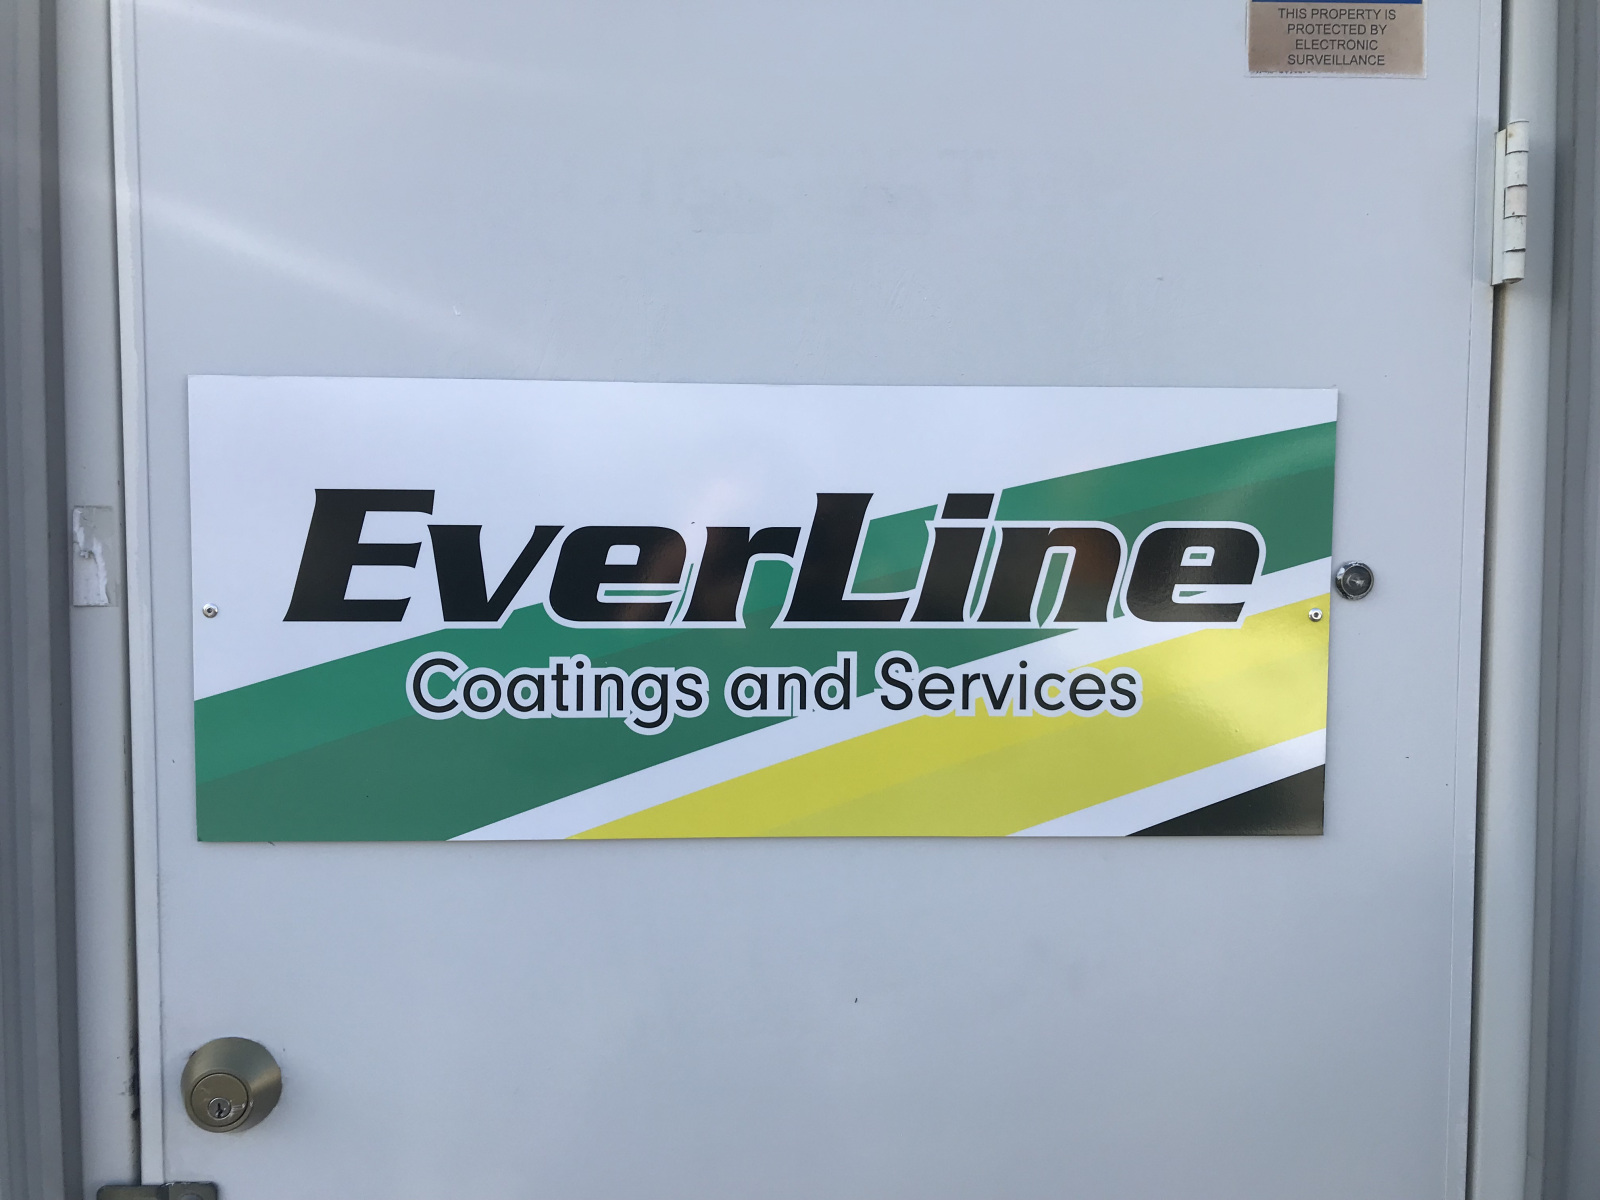 THIS PROPERTY IS
PROTECTED BY
ELECTRONIC
SURVEILLANCE
EverLine
Coatings and Services